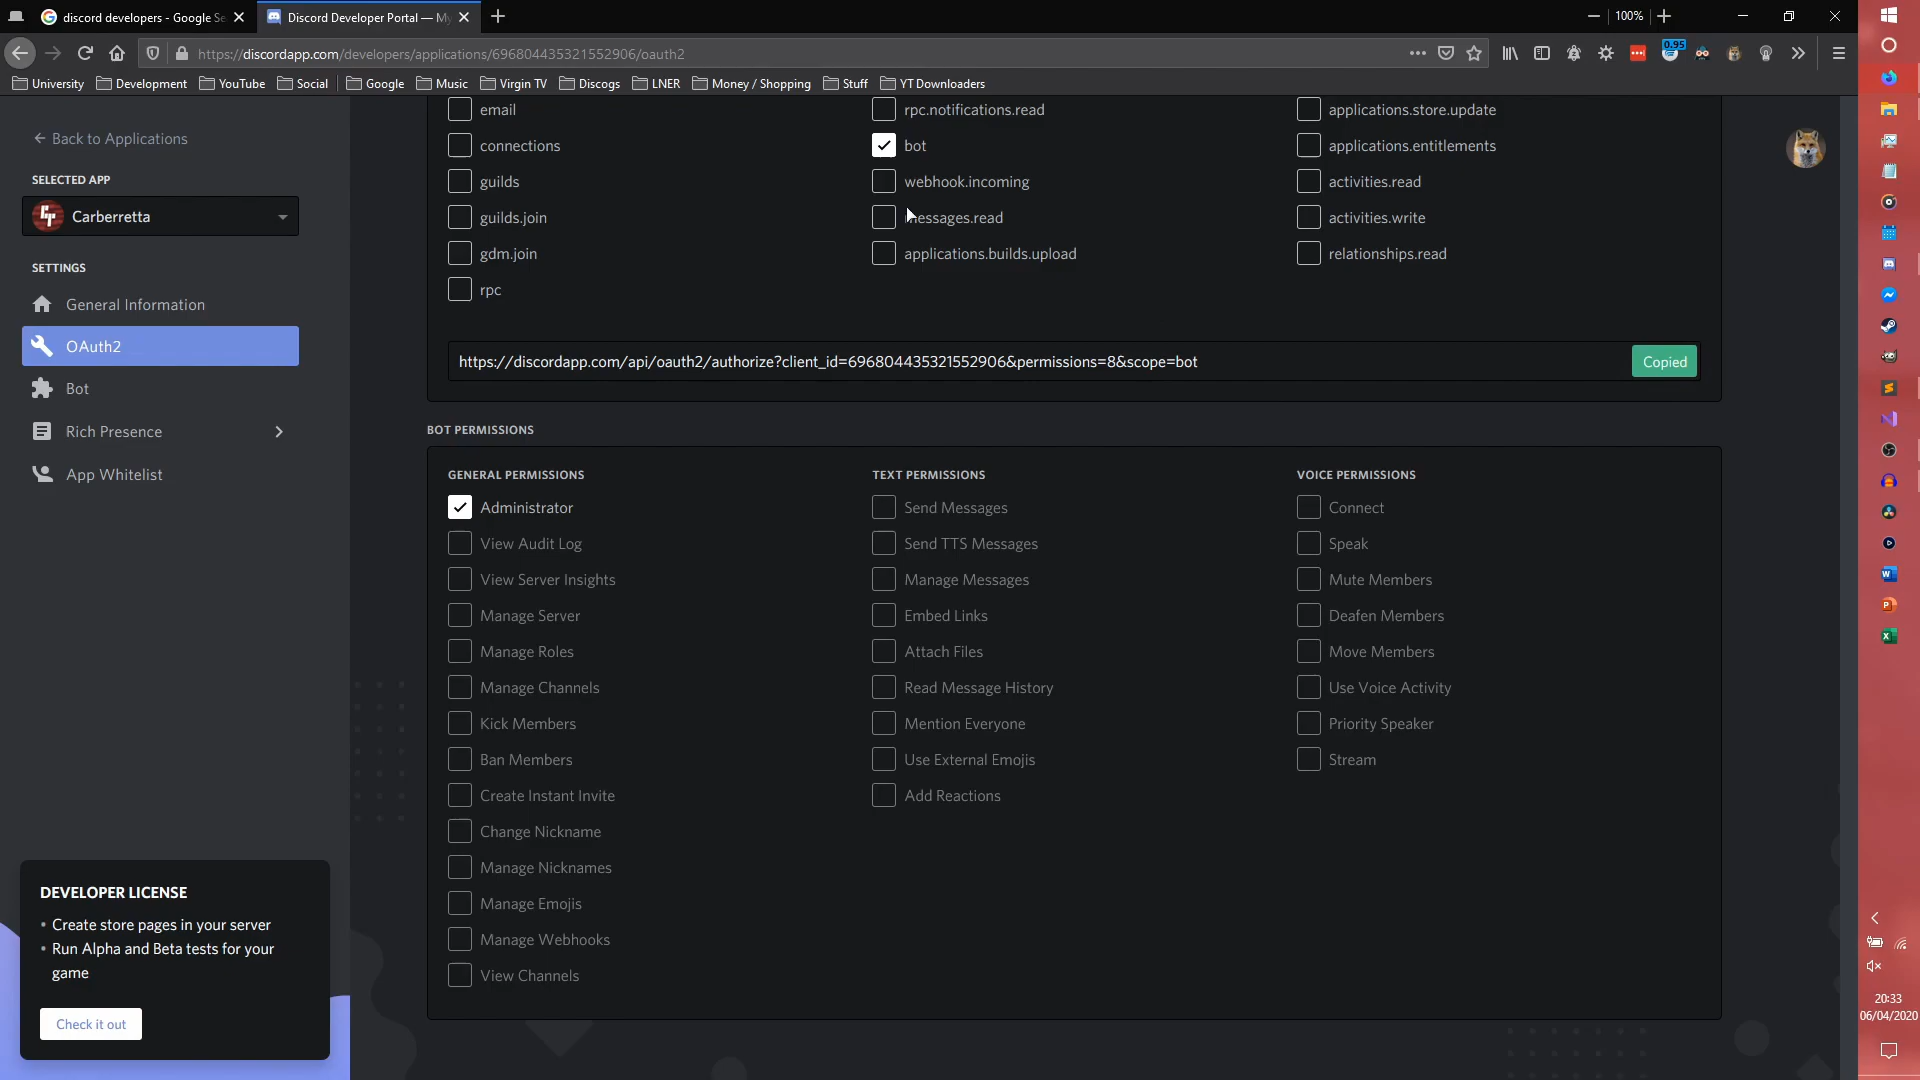 discord developers - Google Se
Discord Developer Portal — My
100%
https://discordapp.com/developers/applications/696804435321552906/oauth2
0.95
University
Development
YouTube
Social
Google
Music
Virgin TV
Discogs
LNER
Money / Shopping
Stuff
YT Downloaders
Back to Applications
SELECTED APP
Carberretta
SETTINGS
General Information
OAuth2
Bot
Rich Presence
App Whitelist
DEVELOPER LICENSE
• Create store pages in your server
• Run Alpha and Beta tests for your
game
Check it out
email
connections
guilds
guilds.join
gdm.join
rpc
rpc.notifications.read
bot
webhook.incoming
messages.read
applications.builds.upload
applications.store.update
applications.entitlements
activities.read
activities.write
relationships.read
https://discordapp.com/api/oauth2/authorize?client_id=696804435321552906&permissions=8&scope=bot
Copied
BOT PERMISSIONS
GENERAL PERMISSIONS
Administrator
View Audit Log
View Server Insights
Manage Server
Manage Roles
Manage Channels
Kick Members
Ban Members
Create Instant Invite
Change Nickname
Manage Nicknames
Manage Emojis
Manage Webhooks
View Channels
TEXT PERMISSIONS
Send Messages
Send TTS Messages
Manage Messages
Embed Links
Attach Files
Read Message History
Mention Everyone
Use External Emojis
Add Reactions
VOICE PERMISSIONS
Connect
Speak
Mute Members
Deafen Members
Move Members
Use Voice Activity
Priority Speaker
Stream
20:33
06/04/2020